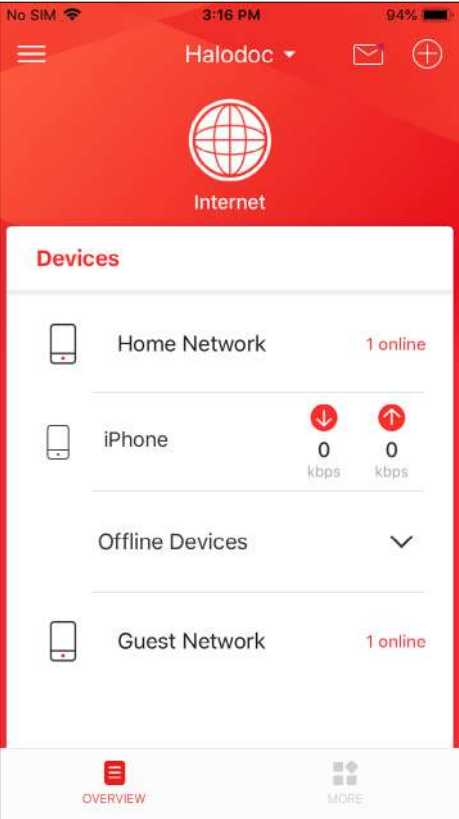 No SIM 3:16 PM 94%
Halodoc
Internet
Devices
Home Network 1 online
iPhone 0 kbps 0 kbps
Offline Devices
Guest Network 1 online
OVERVIEW MORE